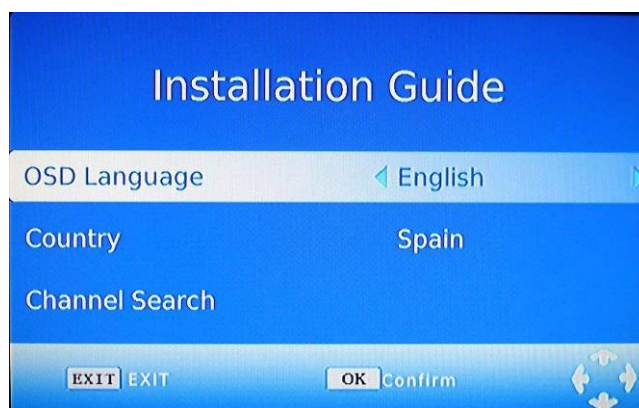 Installation Guide
OSD Language English
Country Spain
Channel Search
EXIT EXIT OK Confirm